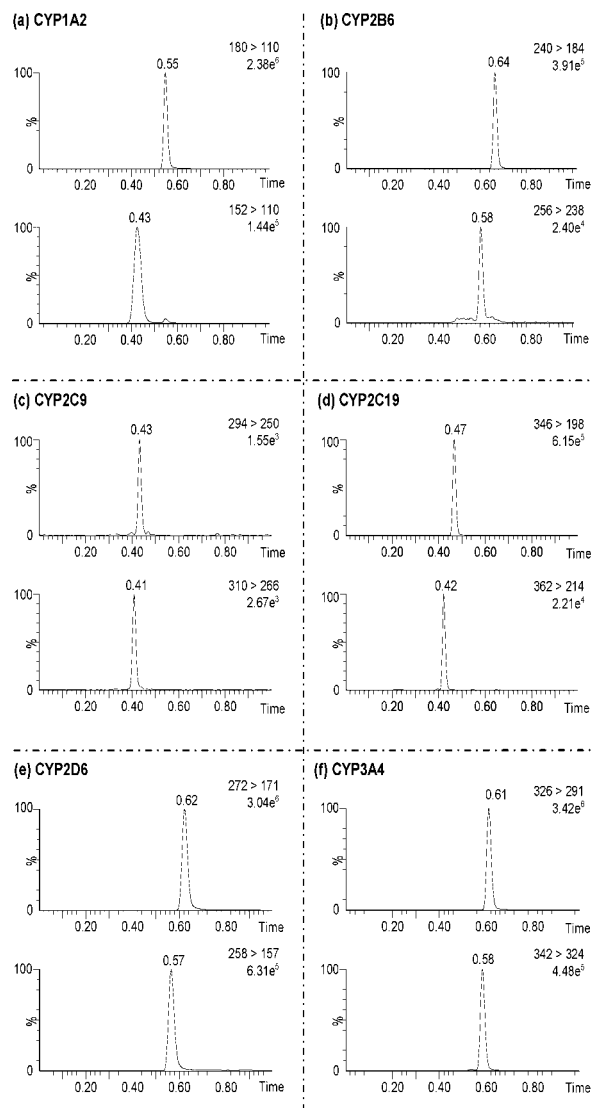 (a) CYP1A2
180 > 110
2.38e⁶
0.55
100
%
0
0.20 0.40 0.60 0.80 Time
152 > 110
1.44e⁵
0.43
100
%
0
0.20 0.40 0.60 0.80 Time
(b) CYP2B6
240 > 184
3.91e⁵
0.64
100
%
0
0.20 0.40 0.60 0.80 Time
256 > 238
2.40e⁴
0.58
100
%
0
0.20 0.40 0.60 0.80 Time
(c) CYP2C9
294 > 250
1.55e³
0.43
100
%
0
0.20 0.40 0.60 0.80 Time
310 > 266
2.67e³
0.41
100
%
0
0.20 0.40 0.60 0.80 Time
(d) CYP2C19
346 > 198
6.15e⁵
0.47
100
%
0
0.20 0.40 0.60 0.80 Time
362 > 214
2.21e⁴
0.42
100
%
0
0.20 0.40 0.60 0.80 Time
(e) CYP2D6
272 > 171
3.04e⁶
0.62
100
%
0
0.20 0.40 0.60 0.80 Time
258 > 157
6.31e⁵
0.57
100
%
0
0.20 0.40 0.60 0.80 Time
(f) CYP3A4
326 > 291
3.42e⁶
0.61
100
%
0
0.20 0.40 0.60 0.80 Time
342 > 324
4.48e⁵
0.58
100
%
0
0.20 0.40 0.60 0.80 Time